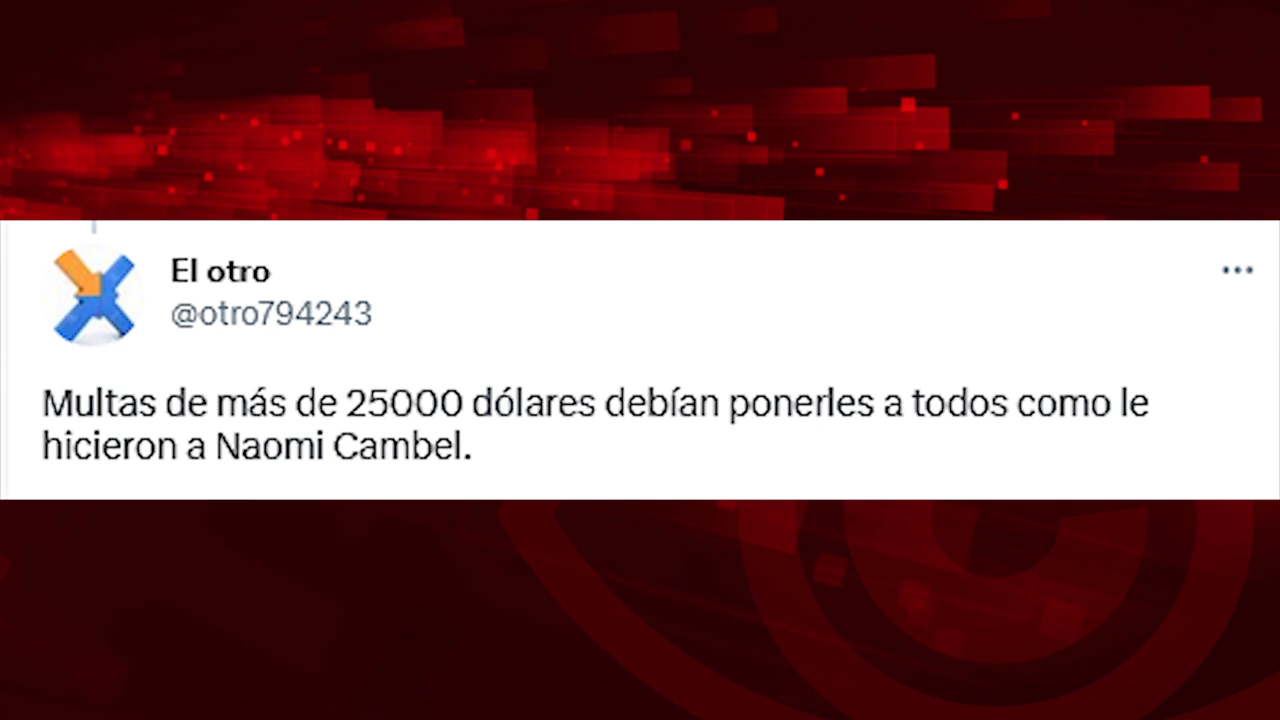 El otro
@otro794243
Multas de más de 25000 dólares debían ponerles a todos como le
hicieron a Naomi Cambel.